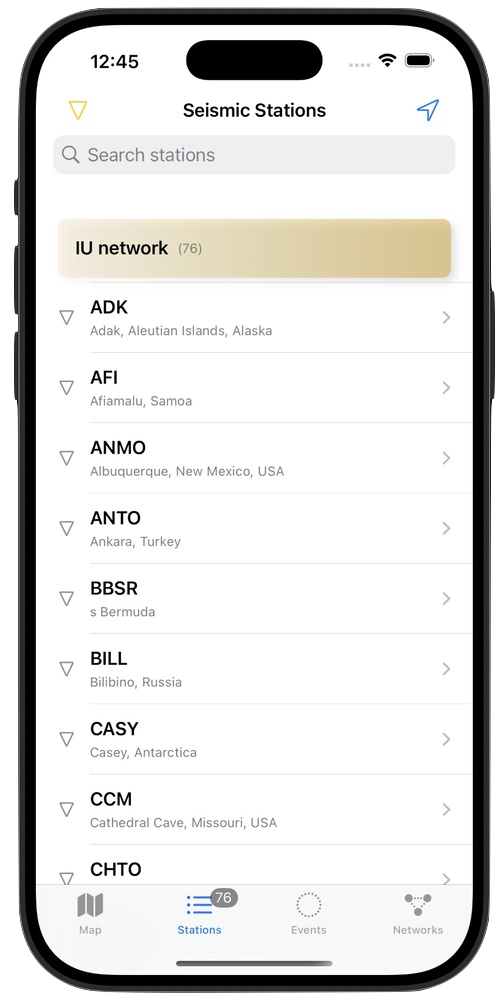 12:45
Seismic Stations
Search stations
IU network (76)
ADK
Adak, Aleutian Islands, Alaska
AFI
Afiamalu, Samoa
ANMO
Albuquerque, New Mexico, USA
ANTO
Ankara, Turkey
BBSR
s Bermuda
BILL
Bilibino, Russia
CASY
Casey, Antarctica
CCM
Cathedral Cave, Missouri, USA
CHTO
76
Map Stations Events Networks